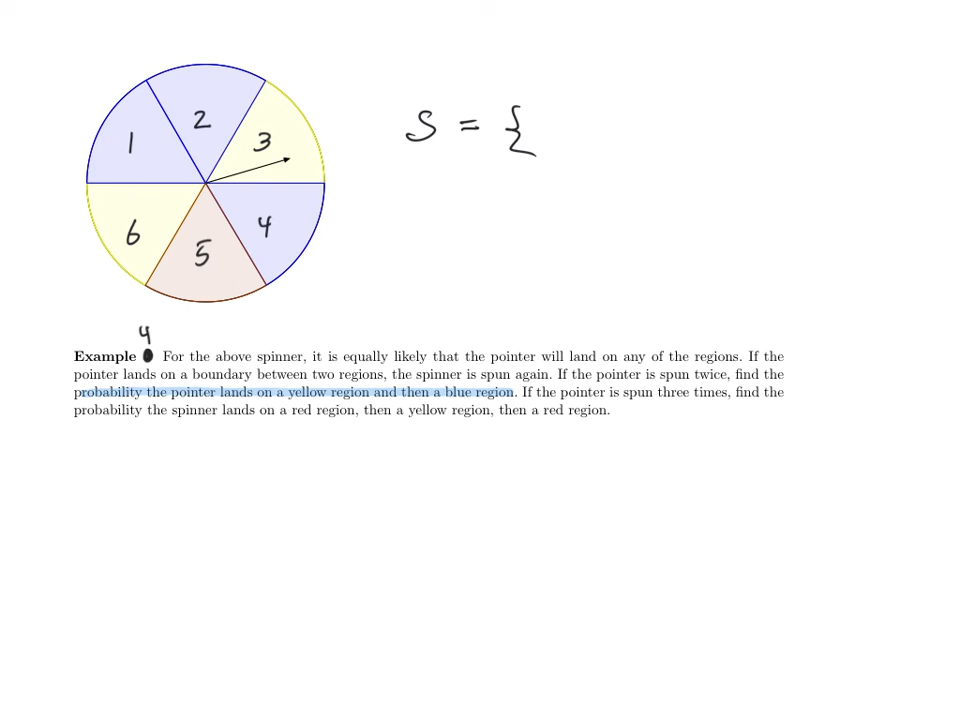 2
S = {
1
3
6
4
5
4
Example For the above spinner, it is equally likely that the pointer will land on any of the regions. If the
pointer lands on a boundary between two regions, the spinner is spun again. If the pointer is spun twice, find the
probability the pointer lands on a yellow region and then a blue region. If the pointer is spun three times, find the
probability the spinner lands on a red region, then a yellow region, then a red region.